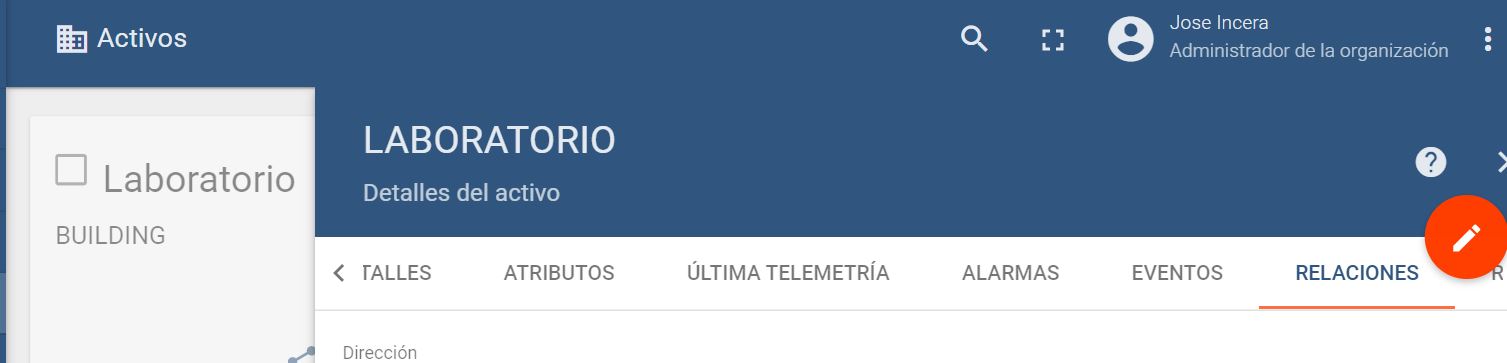 Activos
Jose Incera
Administrador de la organización
LABORATORIO
Detalles del activo
Laboratorio
BUILDING
TALLES ATRIBUTOS ÚLTIMA TELEMETRÍA ALARMAS EVENTOS RELACIONES R
Dirección